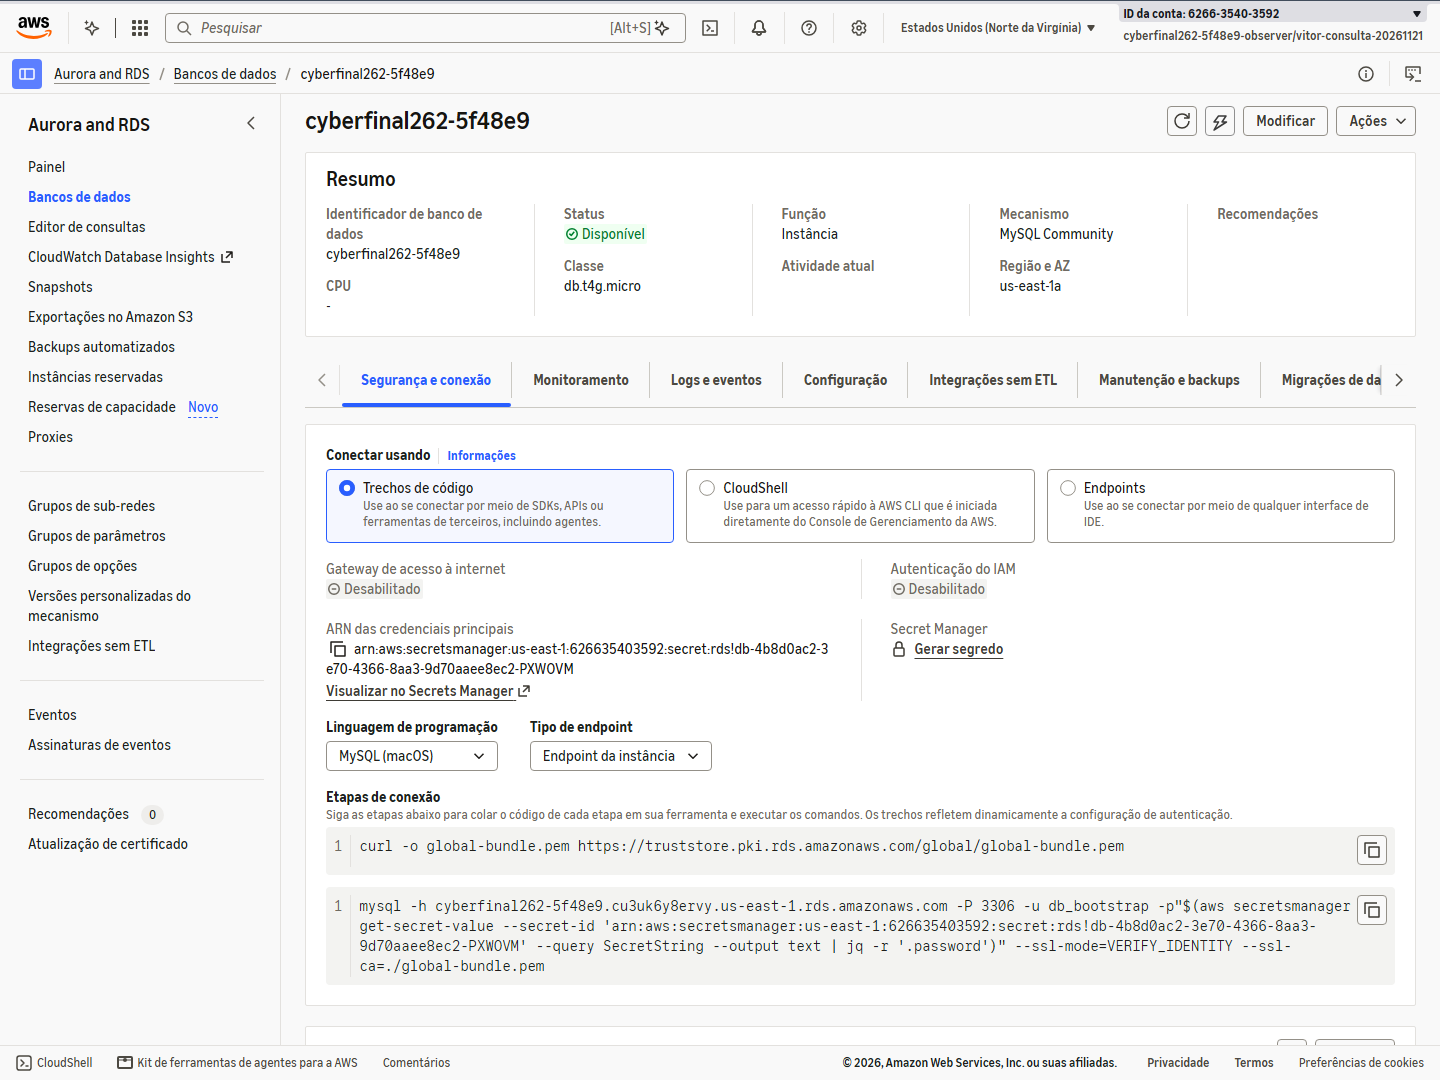 aws
Pesquisar
[Alt+S]
Estados Unidos (Norte da Virgínia)
ID da conta: 6266-3540-3592
cyberfinal262-5f48e9-observer/vitor-consulta-20261121
Aurora and RDS / Bancos de dados / cyberfinal262-5f48e9
Aurora and RDS
Painel
Bancos de dados
Editor de consultas
CloudWatch Database Insights
Snapshots
Exportações no Amazon S3
Backups automatizados
Instâncias reservadas
Reservas de capacidade Novo
Proxies
Grupos de sub-redes
Grupos de parâmetros
Grupos de opções
Versões personalizadas do
mecanismo
Integrações sem ETL
Eventos
Assinaturas de eventos
Recomendações 0
Atualização de certificado
cyberfinal262-5f48e9
Modificar
Ações
Resumo
Identificador de banco de
dados
cyberfinal262-5f48e9
CPU
-
Status
Disponível
Classe
db.t4g.micro
Função
Instância
Atividade atual
Mecanismo
MySQL Community
Região e AZ
us-east-1a
Recomendações
Segurança e conexão
Monitoramento
Logs e eventos
Configuração
Integrações sem ETL
Manutenção e backups
Migrações de da
Conectar usando
Informações
Trechos de código
Use ao se conectar por meio de SDKs, APIs ou
ferramentas de terceiros, incluindo agentes.
CloudShell
Use para um acesso rápido à AWS CLI que é iniciada
diretamente do Console de Gerenciamento da AWS.
Endpoints
Use ao se conectar por meio de qualquer interface de
IDE.
Gateway de acesso à internet
Desabilitado
Autenticação do IAM
Desabilitado
ARN das credenciais principais
arn:aws:secretsmanager:us-east-1:626635403592:secret:rds!db-4b8d0ac2-3
e70-4366-8aa3-9d70aaee8ec2-PXWOVM
Visualizar no Secrets Manager
Secret Manager
Gerar segredo
Linguagem de programação
MySQL (macOS)
Tipo de endpoint
Endpoint da instância
Etapas de conexão
Siga as etapas abaixo para colar o código de cada etapa em sua ferramenta e executar os comandos. Os trechos refletem dinamicamente a configuração de autenticação.
1 curl -o global-bundle.pem https://truststore.pki.rds.amazonaws.com/global/global-bundle.pem
1 mysql -h cyberfinal262-5f48e9.cu3uk6y8ervy.us-east-1.rds.amazonaws.com -P 3306 -u db_bootstrap -p"$(aws secretsmanager
get-secret-value --secret-id 'arn:aws:secretsmanager:us-east-1:626635403592:secret:rds!db-4b8d0ac2-3e70-4366-8aa3-
9d70aaee8ec2-PXWOVM' --query SecretString --output text | jq -r '.password')" --ssl-mode=VERIFY_IDENTITY --ssl-
ca=./global-bundle.pem
CloudShell
Kit de ferramentas de agentes para a AWS
Comentários
© 2026, Amazon Web Services, Inc. ou suas afiliadas.
Privacidade
Termos
Preferências de cookies